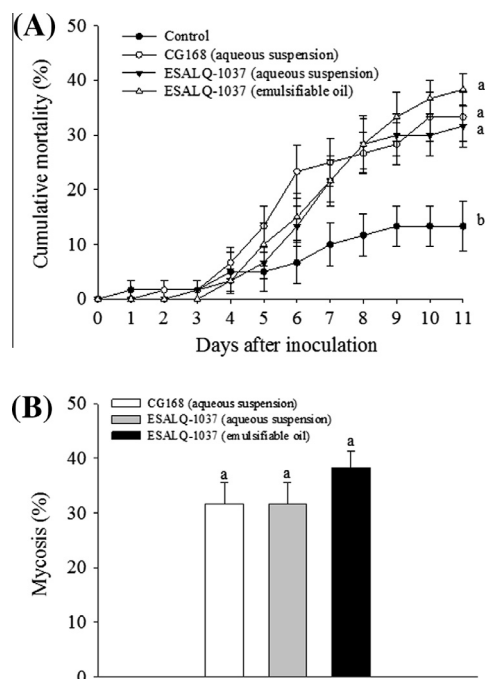 (A)
50
40
30
20
10
0
Cumulative mortality (%)
Control
CG168 (aqueous suspension)
ESALQ-1037 (aqueous suspension)
ESALQ-1037 (emulsifiable oil)
a
a
a
b
0 1 2 3 4 5 6 7 8 9 10 11
Days after inoculation
(B)
50
40
30
20
10
0
Mycosis (%)
CG168 (aqueous suspension)
ESALQ-1037 (aqueous suspension)
ESALQ-1037 (emulsifiable oil)
a
a
a